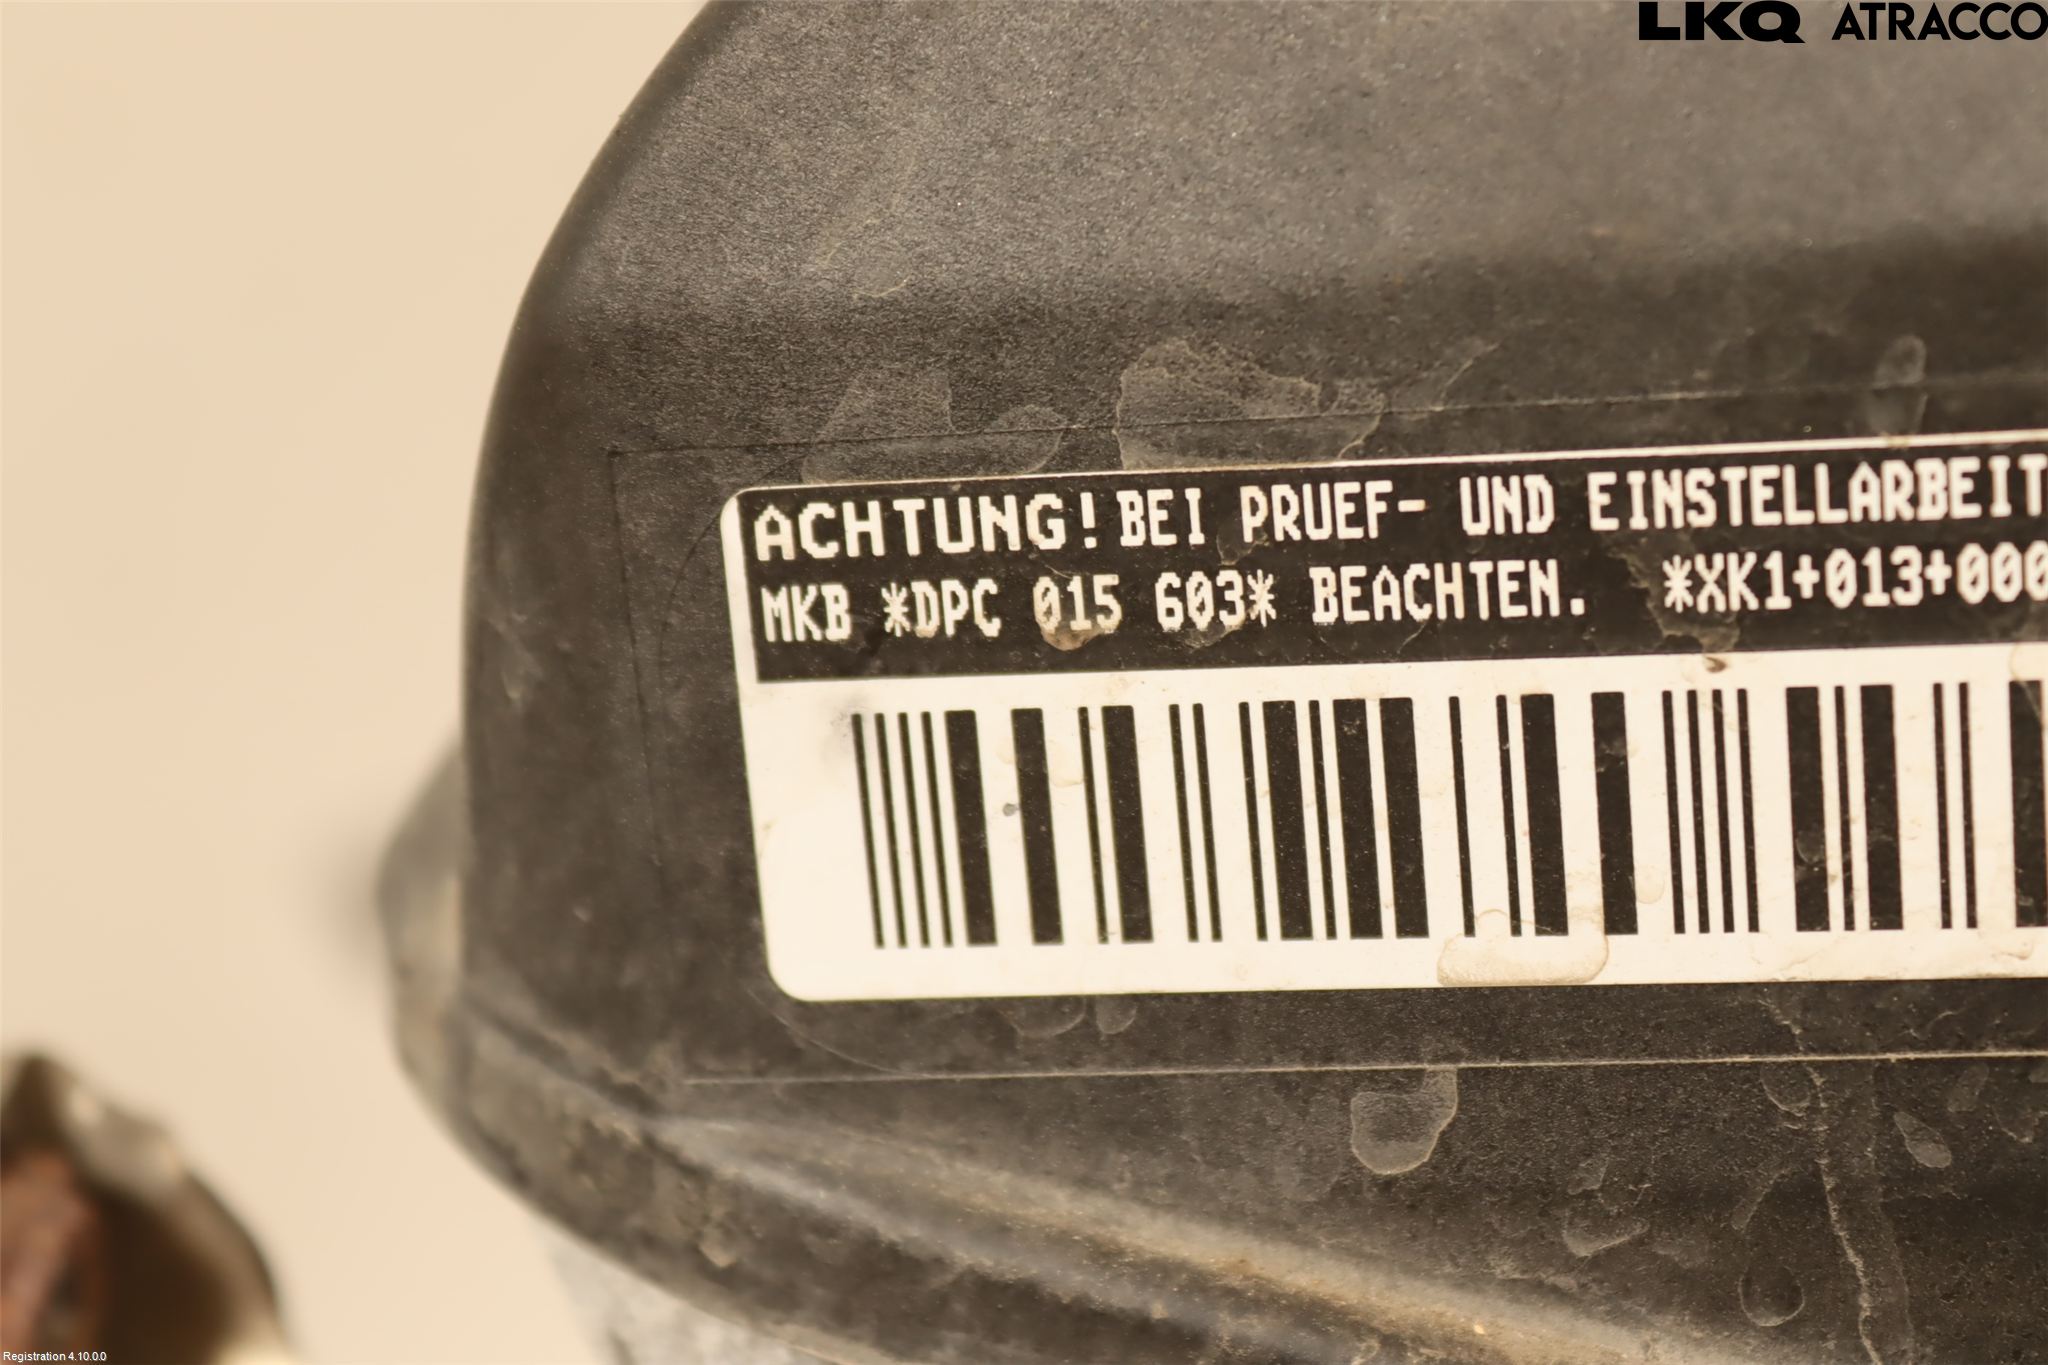 LKQ ATRACCO
ACHTUNG! BEI PRUEF- UND EINSTELLARBEIT
MKB *DPC 015 603* BEACHTEN. *XK1+013+000
Registration 4.10.0.0